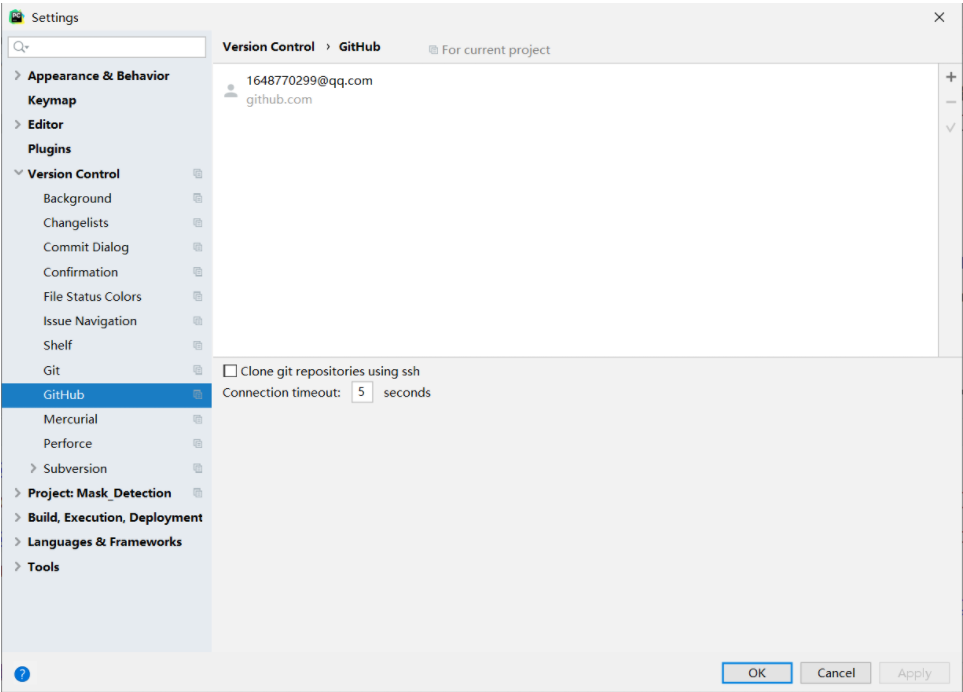 Settings
Version Control › GitHub For current project
Appearance & Behavior
Keymap
Editor
Plugins
Version Control
Background
Changelists
Commit Dialog
Confirmation
File Status Colors
Issue Navigation
Shelf
Git
GitHub
Mercurial
Perforce
Subversion
Project: Mask_Detection
Build, Execution, Deployment
Languages & Frameworks
Tools
1648770299@qq.com
github.com
Clone git repositories using ssh
Connection timeout: 5 seconds
?
OK Cancel Apply